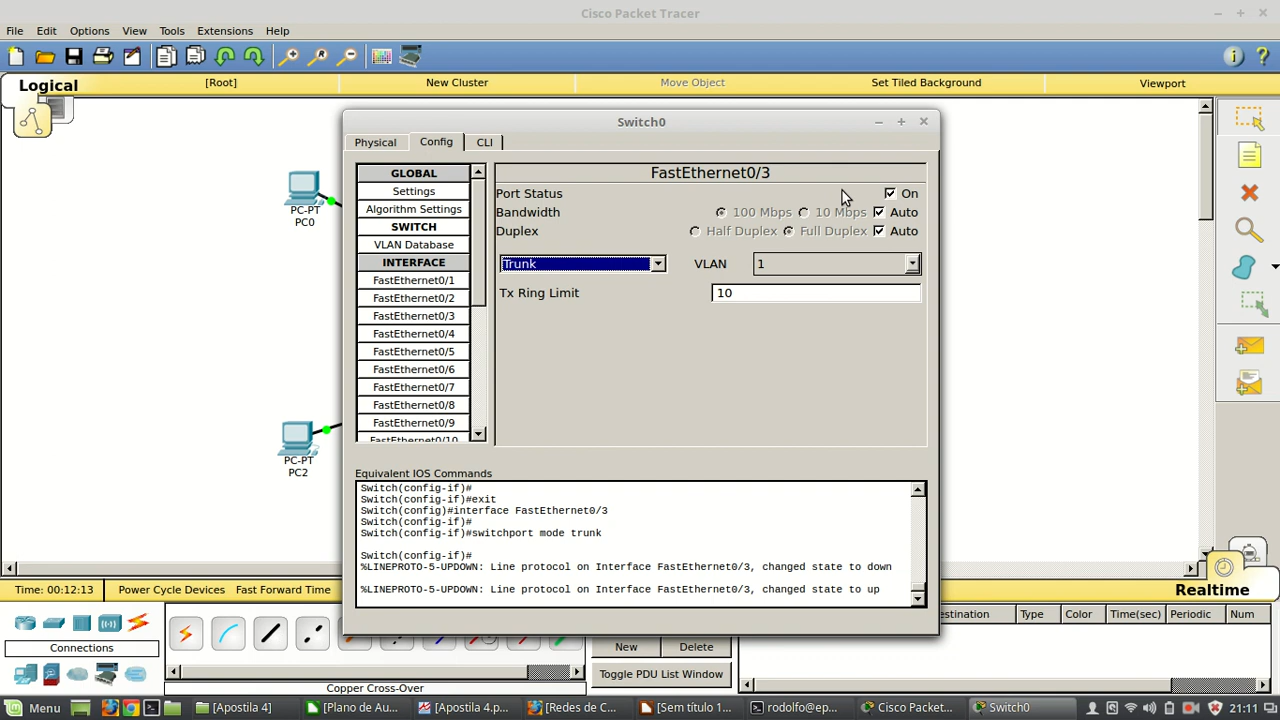 Cisco Packet Tracer
File Edit Options View Tools Extensions Help
Logical [Root] New Cluster Move Object Set Tiled Background Viewport
Switch0
Physical Config CLI
GLOBAL
Settings
Algorithm Settings
SWITCH
VLAN Database
INTERFACE
FastEthernet0/1
FastEthernet0/2
FastEthernet0/3
FastEthernet0/4
FastEthernet0/5
FastEthernet0/6
FastEthernet0/7
FastEthernet0/8
FastEthernet0/9
FastEthernet0/10
FastEthernet0/3
Port Status On
Bandwidth 100 Mbps 10 Mbps Auto
Duplex Half Duplex Full Duplex Auto
Trunk VLAN 1
Tx Ring Limit 10
PC-PT
PC0
PC-PT
PC2
Equivalent IOS Commands
Switch(config-if)#
Switch(config-if)#exit
Switch(config)#interface FastEthernet0/3
Switch(config-if)#
Switch(config-if)#switchport mode trunk
Switch(config-if)#
%LINEPROTO-5-UPDOWN: Line protocol on Interface FastEthernet0/3, changed state to down
%LINEPROTO-5-UPDOWN: Line protocol on Interface FastEthernet0/3, changed state to up
Time: 00:12:13 Power Cycle Devices Fast Forward Time Realtime
estination Type Color Time(sec) Periodic Num
Connections
New Delete
Toggle PDU List Window
Copper Cross-Over
Menu [Apostila 4] [Plano de Au... [Apostila 4.p... [Redes de C... [Sem título 1... rodolfo@ep... Cisco Packet... Switch0 21:11